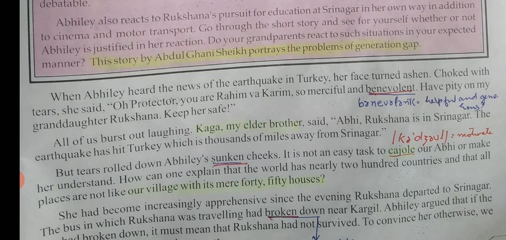 debatable.
Abhiley also reacts to Rukshana's pursuit for education at Srinagar in her own way in addition
to cinema and motor transport. Go through the short story and see for yourself whether or not
Abhiley is justified in her reaction. Do your grandparents react to such situations in your expected
manner? This story by Abdul Ghani Sheikh portrays the problems of generation gap.
When Abhiley heard the news of the earthquake in Turkey, her face turned ashen. Choked with
tears, she said, "Oh Protector, you are Rahim va Karim, so merciful and benevolent. Have pity on my
granddaughter Rukshana. Keep her safe!"
benevolent:- helpful and
All of us burst out laughing. Kaga, my elder brother, said, "Abhi, Rukshana is in Srinagar. The
earthquake has hit Turkey which is thousands of miles away from Srinagar."
But tears rolled down Abhiley's sunken cheeks. It is not an easy task to cajole our Abhi or make
her understand. How can one explain that the world has nearly two hundred countries and that all
places are not like our village with its mere forty, fifty houses?
She had become increasingly apprehensive since the evening Rukshana departed to Srinagar.
The bus in which Rukshana was travelling had broken down near Kargil. Abhiley argued that if the
had broken down, it must mean that Rukshana had not survived. To convince her otherwise, we